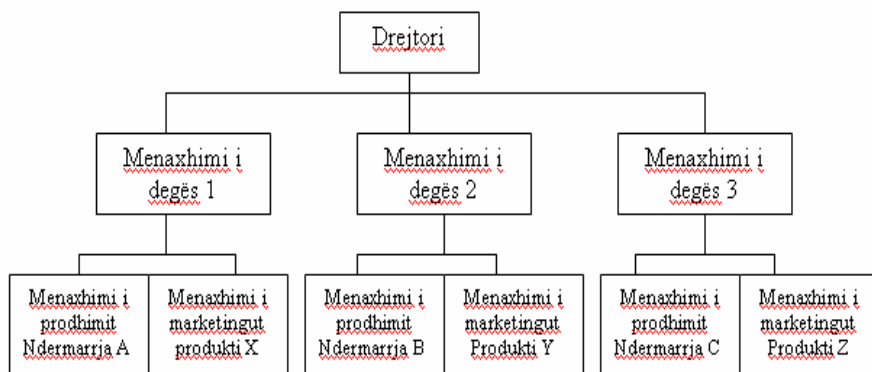 Drejtori
Menaxhimi i
degës 1
Menaxhimi i
degës 2
Menaxhimi i
degës 3
Menaxhimi i
prodhimit
Ndermarrja A
Menaxhimi i
marketingut
produkti X
Menaxhimi i
prodhimit
Ndermarrja B
Menaxhimi i
marketingut
Produkti Y
Menaxhimi i
prodhimit
Ndermarrja C
Menaxhimi i
marketingut
Produkti Z